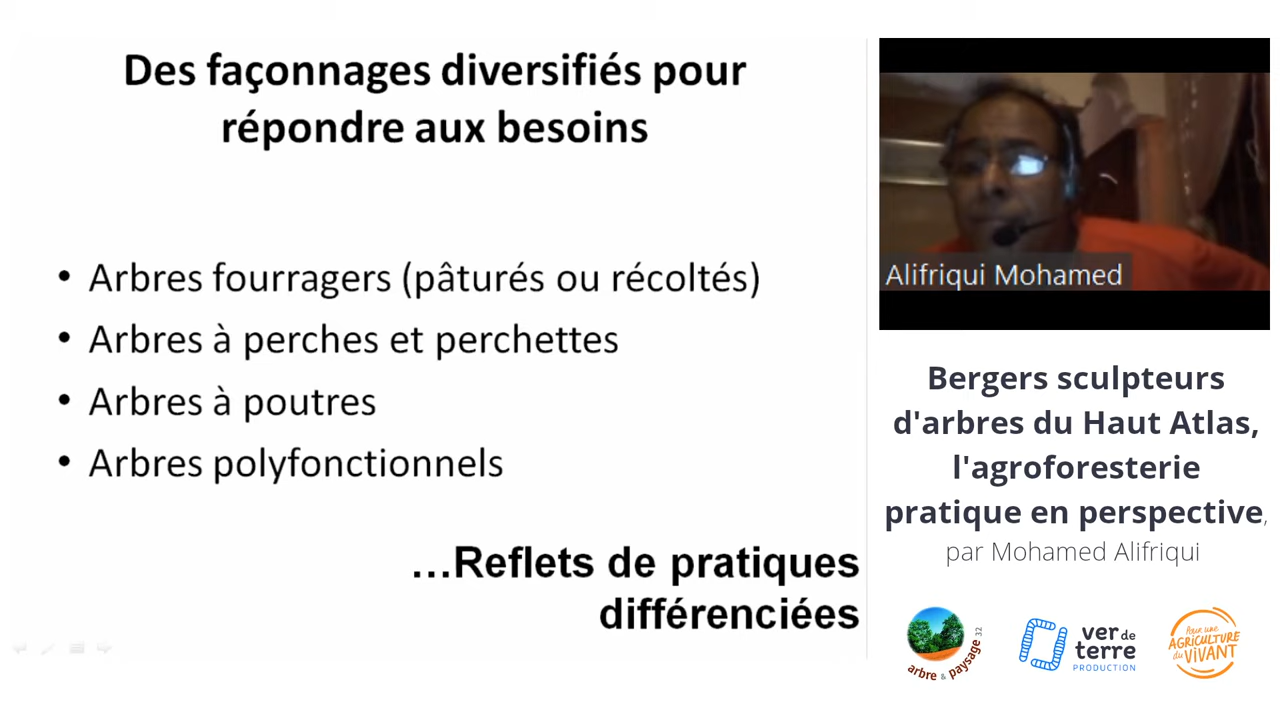 Des façonnages diversifiés pour
répondre aux besoins
• Arbres fourragers (pâturés ou récoltés)
• Arbres à perches et perchettes
• Arbres à poutres
• Arbres polyfonctionnels
…Reflets de pratiques
différenciées
Alifriqui Mohamed
Bergers sculpteurs
d'arbres du Haut Atlas,
l'agroforesterie
pratique en perspective,
par Mohamed Alifriqui
arbre & paysage 32
ver de
terre
PRODUCTION
Pour une
AGRICULTURE
du VIVANT